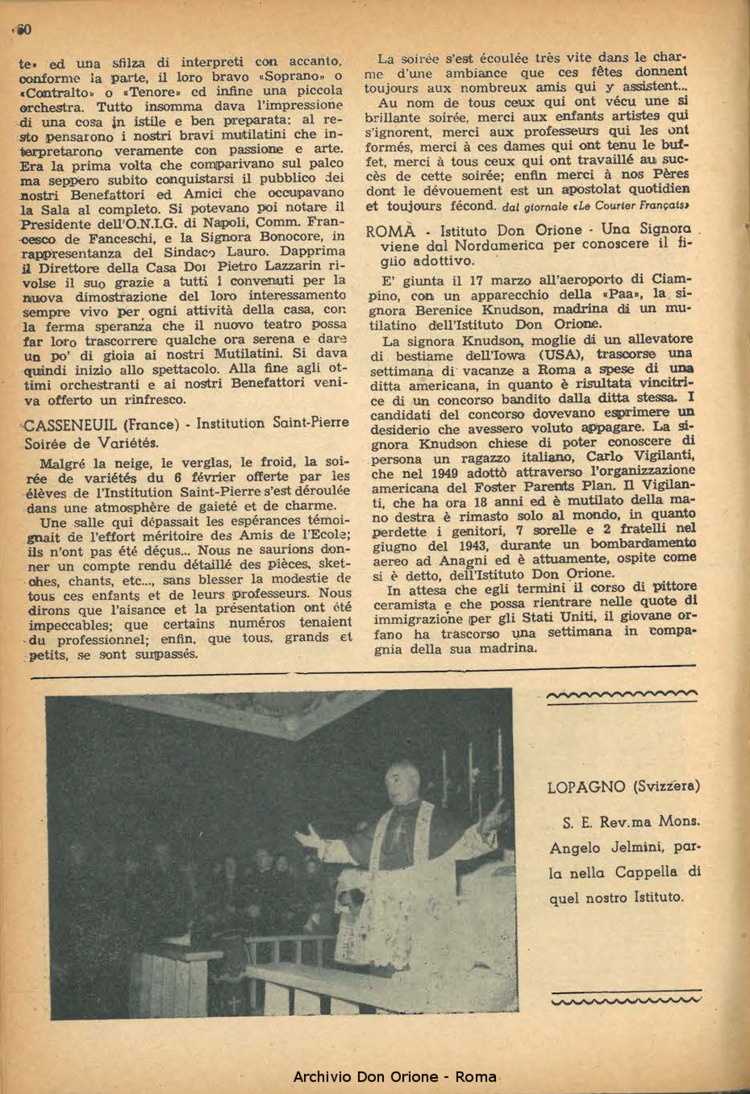 60
te» ed una sfilza di interpreti con accanto,
conforme la parte, il loro bravo «Soprano» o
«Contralto» o «Tenore» ed infine una piccola
orchestra. Tutto insomma dava l'impressione
di una cosa in istile e ben preparata: al re-
sto pensarono i nostri bravi mutilatini che in-
terpretarono veramente con passione e arte.
Era la prima volta che comparivano sul palco
ma seppero subito conquistarsi il pubblico dei
nostri Benefattori ed Amici che occupavano
la Sala al completo. Si potevano poi notare il
Presidente dell'O.N.I.G. di Napoli, Comm. Fran-
cesco de Fanceschi, e la Signora Bonocore, in
rappresentanza del Sindaco Lauro. Dapprima
il Direttore della Casa Doi Pietro Lazzarin ri-
volse il suo grazie a tutti i convenuti per la
nuova dimostrazione del loro interessamento
sempre vivo per ogni attività della casa, con
la ferma speranza che il nuovo teatro possa
far loro trascorrere qualche ora serena e dare
un po' di gioia ai nostri Mutilatini. Si dava
quindi inizio allo spettacolo. Alla fine agli ot-
timi orchestranti e ai nostri Benefattori veni-
va offerto un rinfresco.
CASSENEUIL (France) - Institution Saint-Pierre
Soirée de Variétés.
Malgré la neige, le verglas, le froid, la soi-
rée de variétés du 6 février offerte par les
élèves de l'Institution Saint-Pierre s'est déroulée
dans une atmosphère de gaieté et de charme.
Une salle qui dépassait les espérances témoi-
gnait de l'effort méritoire des Amis de l'Ecole;
ils n'ont pas été déçus... Nous ne saurions don-
ner un compte rendu détaillé des pièces, sket-
ches, chants, etc..., sans blesser la modestie de
tous ces enfants et de leurs professeurs. Nous
dirons que l'aisance et la présentation ont été
impeccables; que certains numéros tenaient
du professionnel; enfin, que tous, grands et
petits, se sont surpassés.
La soirée s'est écoulée très vite dans le char-
me d'une ambiance que ces fêtes donnent
toujours aux nombreux amis qui y assistent...
Au nom de tous ceux qui ont vécu une si
brillante soirée, merci aux enfants artistes qui
s'ignorent, merci aux professeurs qui les ont
formés, merci à ces dames qui ont tenu le buf-
fet, merci à tous ceux qui ont travaillé au suc-
cès de cette soirée; enfin merci à nos Pères
dont le dévouement est un apostolat quotidien
et toujours fécond. dal giornale «Le Courier Français»
ROMÀ - Istituto Don Orione - Una Signora
viene dal Nordamerica per conoscere il fi-
glio adottivo.
E' giunta il 17 marzo all'aeroporto di Ciam-
pino, con un apparecchio della «Paa», la si-
gnora Berenice Knudson, madrina di un mu-
tilatino dell'Istituto Don Orione.
La signora Knudson, moglie di un allevatore
di bestiame dell'Iowa (USA), trascorse una
settimana di vacanze a Roma a spese di una
ditta americana, in quanto è risultata vincitri-
ce di un concorso bandito dalla ditta stessa. I
candidati del concorso dovevano esprimere un
desiderio che avessero voluto appagare. La si-
gnora Knudson chiese di poter conoscere di
persona un ragazzo italiano, Carlo Vigilanti,
che nel 1949 adottò attraverso l'organizzazione
americana del Foster Parents Plan. Il Vigilan-
ti, che ha ora 18 anni ed è mutilato della ma-
no destra è rimasto solo al mondo, in quanto
perdette i genitori, 7 sorelle e 2 fratelli nel
giugno del 1943, durante un bombardamento
aereo ad Anagni ed è attuamente, ospite come
si è detto, dell'Istituto Don Orione.
In attesa che egli termini il corso di pittore
ceramista e che possa rientrare nelle quote di
immigrazione per gli Stati Uniti, il giovane or-
fano ha trascorso una settimana in compa-
gnia della sua madrina.
LOPAGNO (Svizzera)
S. E. Rev.ma Mons.
Angelo Jelmini, par-
la nella Cappella di
quel nostro Istituto.
Archivio Don Orione - Roma